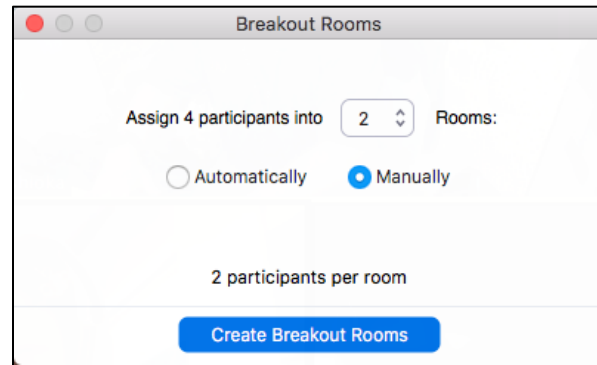 Breakout Rooms
Assign 4 participants into 2 Rooms:
Automatically Manually
2 participants per room
Create Breakout Rooms